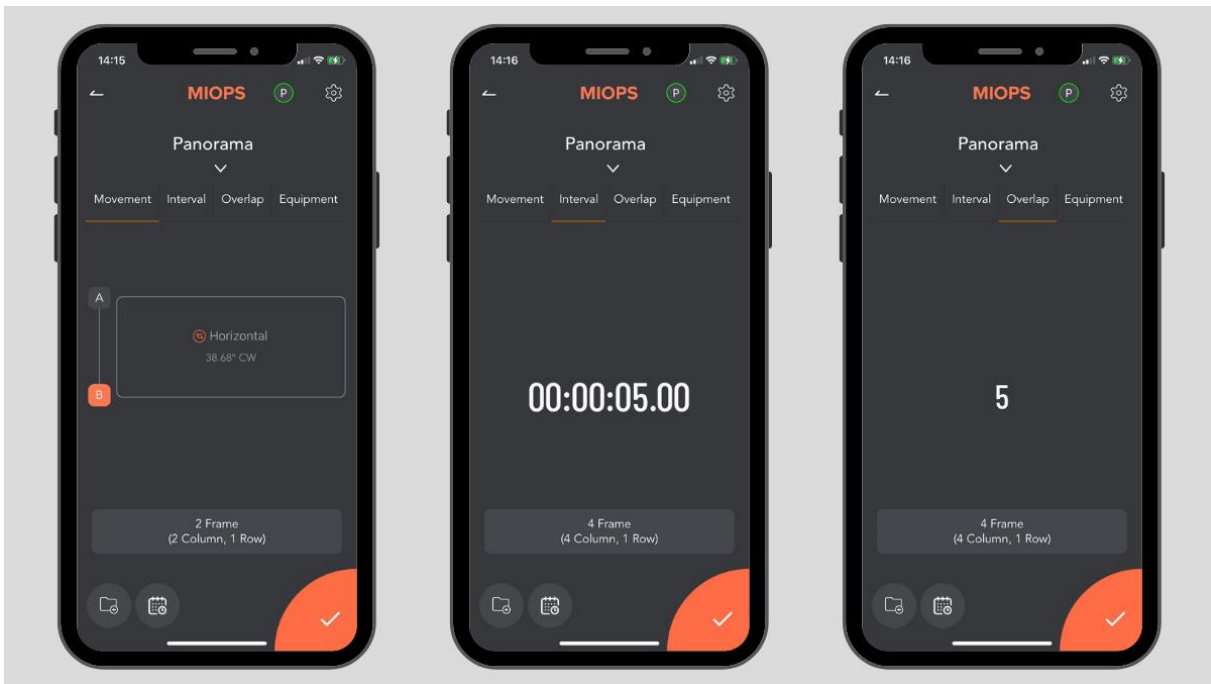 14:15
MIOPS
P
Panorama
Movement Interval Overlap Equipment
A
Horizontal
38.68° CW
B
2 Frame
(2 Column, 1 Row)
14:16
MIOPS
P
Panorama
Movement Interval Overlap Equipment
00:00:05.00
4 Frame
(4 Column, 1 Row)
14:16
MIOPS
P
Panorama
Movement Interval Overlap Equipment
5
4 Frame
(4 Column, 1 Row)